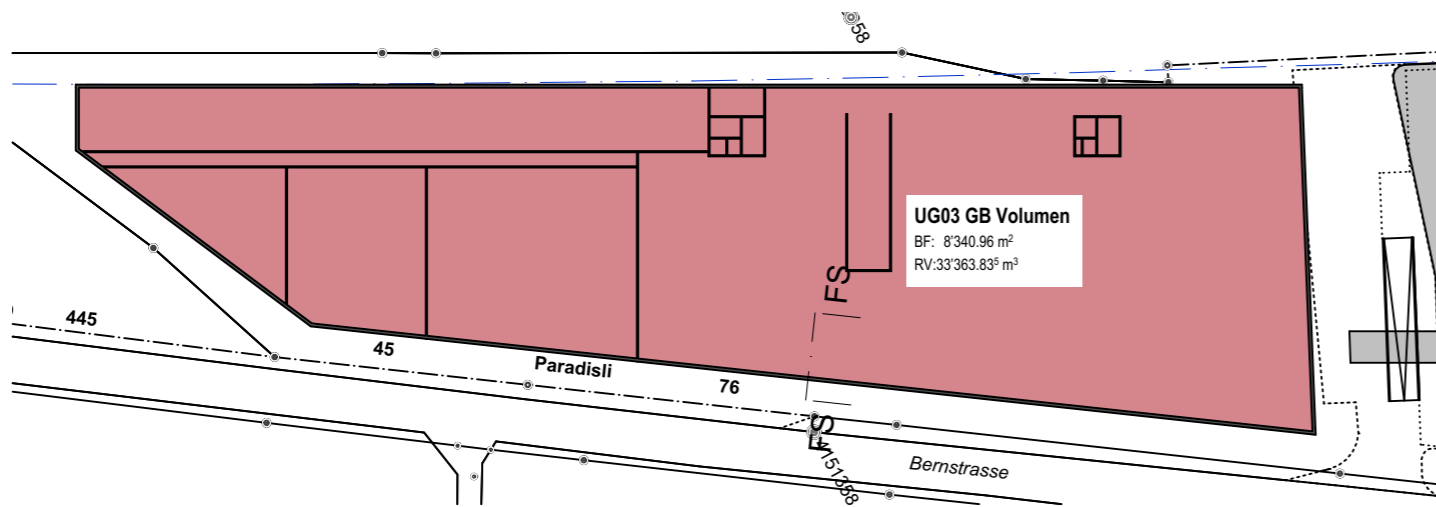 58
UG03 GB Volumen
BF: 8'340.96 m²
RV:33'363.83⁵ m³
FS
445
45
Paradisli
76
FS
4151358
Bernstrasse